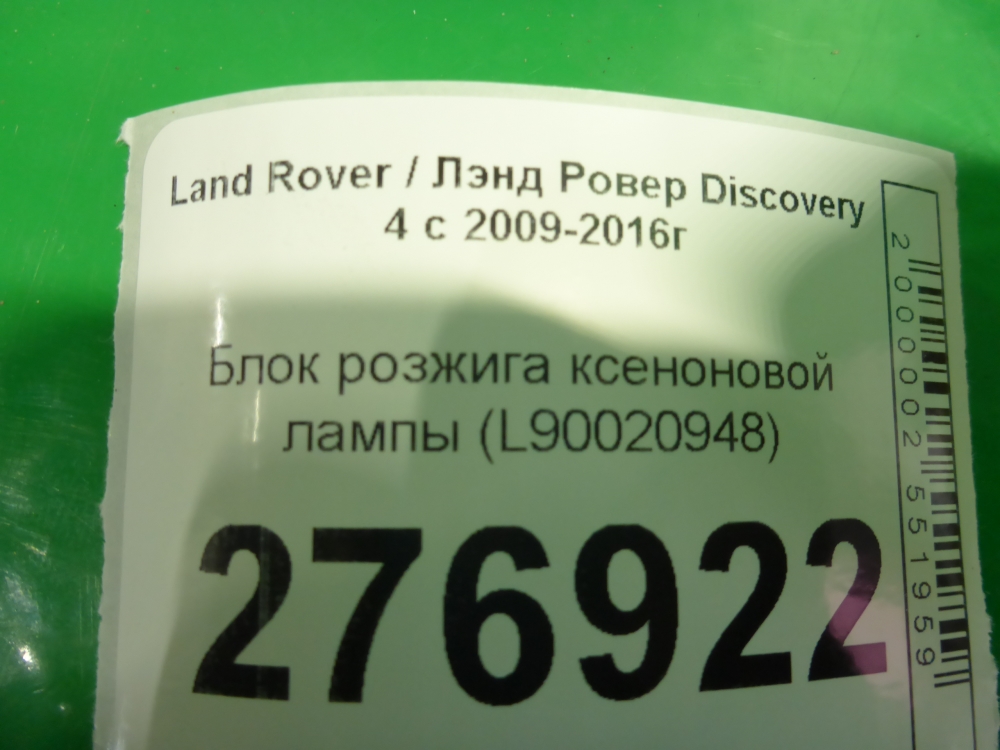 Land Rover / Лэнд Ровер Discovery
4 с 2009-2016г
Блок розжига ксеноновой
лампы (L90020948)
276922
2000002551959